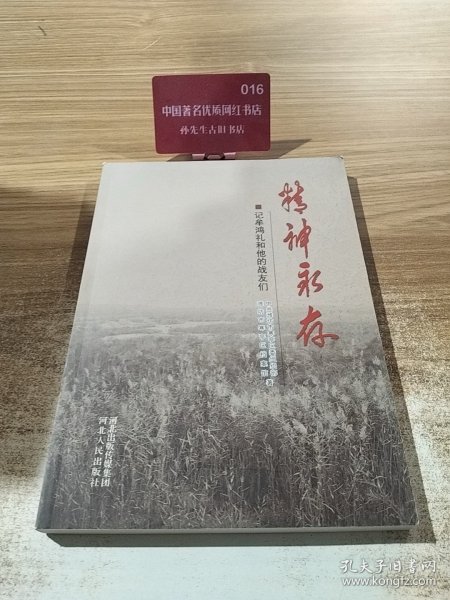 016
中国著名优质网红书店
孙先生古旧书店
精神永存
记牟鸿礼和他的战友们
河北出版传媒集团
河北人民出版社
孔夫子旧书网
www.kongfz.com